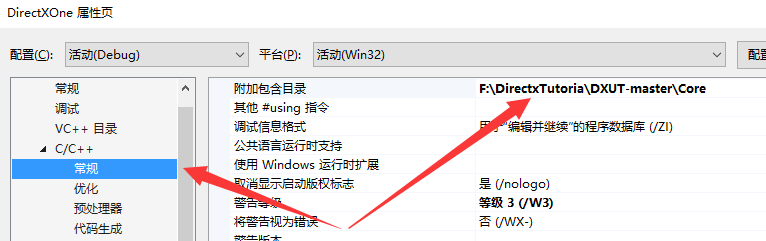 DirectXOne 属性页
配置(C): 活动(Debug) 平台(P): 活动(Win32) 配置
常规
调试
VC++ 目录
C/C++
常规
优化
预处理器
代码生成
附加包含目录 F:\DirectxTutoria\DXUT-master\Core
其他 #using 指令
调试信息格式 用于“编辑并继续”的程序数据库 (/ZI)
公共语言运行时支持
使用 Windows 运行时扩展
取消显示启动版权标志 是 (/nologo)
警告等级 等级 3 (/W3)
将警告视为错误 否 (/WX-)
警告版本